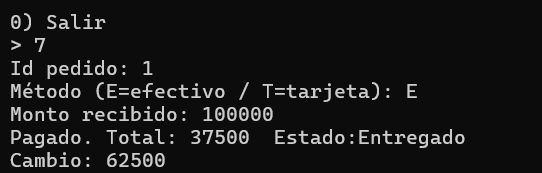 0) Salir
> 7
Id pedido: 1
Método (E=efectivo / T=tarjeta): E
Monto recibido: 100000
Pagado. Total: 37500  Estado:Entregado
Cambio: 62500